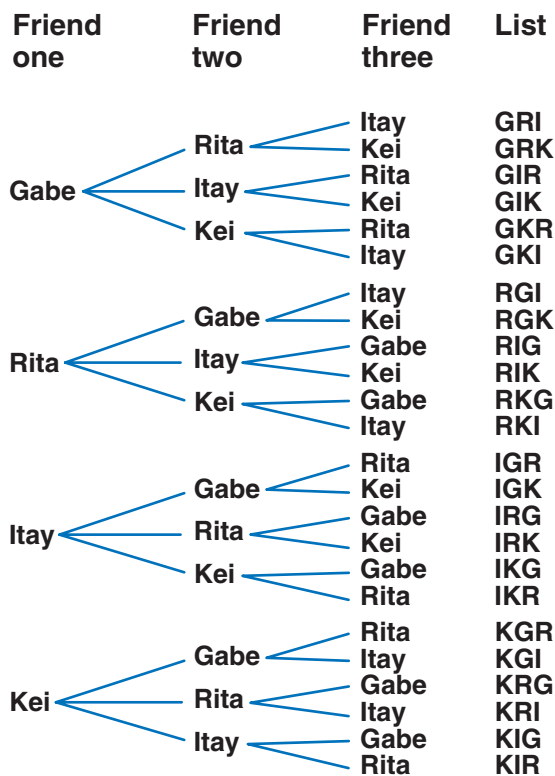 Friend one Friend two Friend three List
Itay GRI
Rita
Kei GRK
Rita GIR
Gabe Itay
Kei GIK
Rita GKR
Kei
Itay GKI
Itay RGI
Gabe
Kei RGK
Gabe RIG
Rita Itay
Kei RIK
Gabe RKG
Kei
Itay RKI
Rita IGR
Gabe
Kei IGK
Gabe IRG
Itay Rita
Kei IRK
Gabe IKG
Kei
Rita IKR
Rita KGR
Gabe
Itay KGI
Gabe KRG
Kei Rita
Itay KRI
Gabe KIG
Itay
Rita KIR